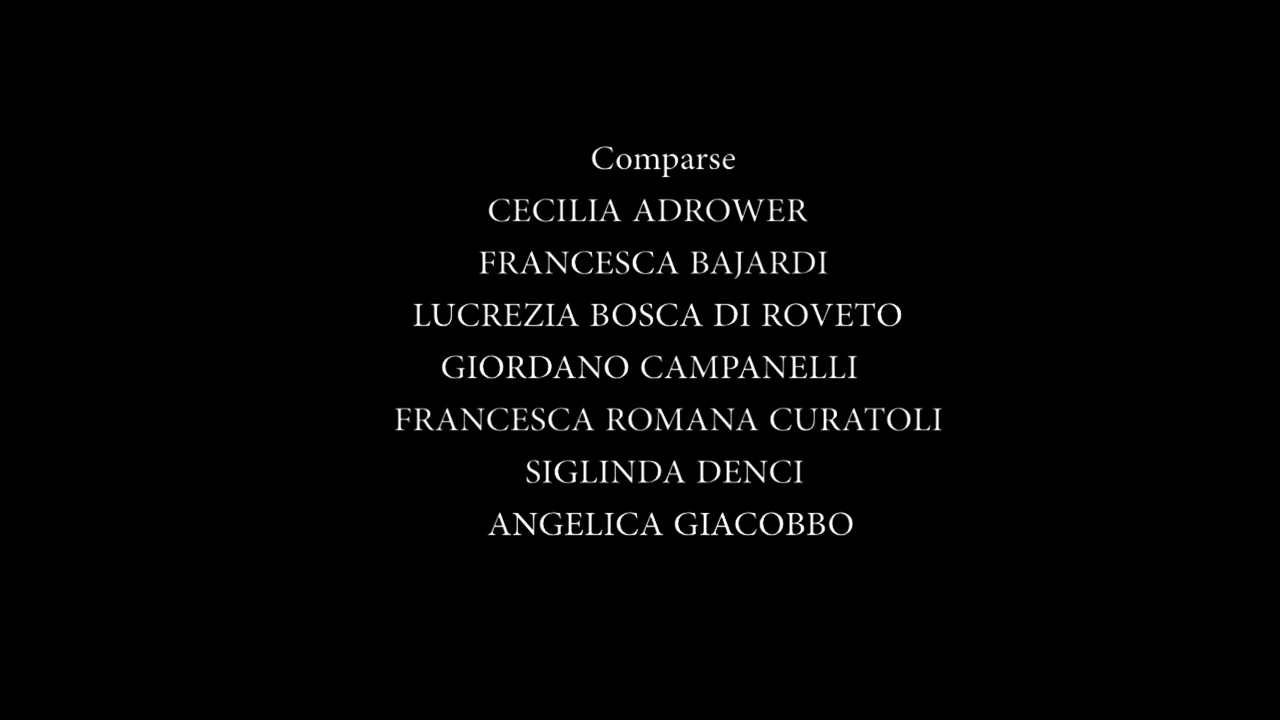 Comparse
CECILIA ADROWER
FRANCESCA BAJARDI
LUCREZIA BOSCA DI ROVETO
GIORDANO CAMPANELLI
FRANCESCA ROMANA CURATOLI
SIGLINDA DENCI
ANGELICA GIACOBBO